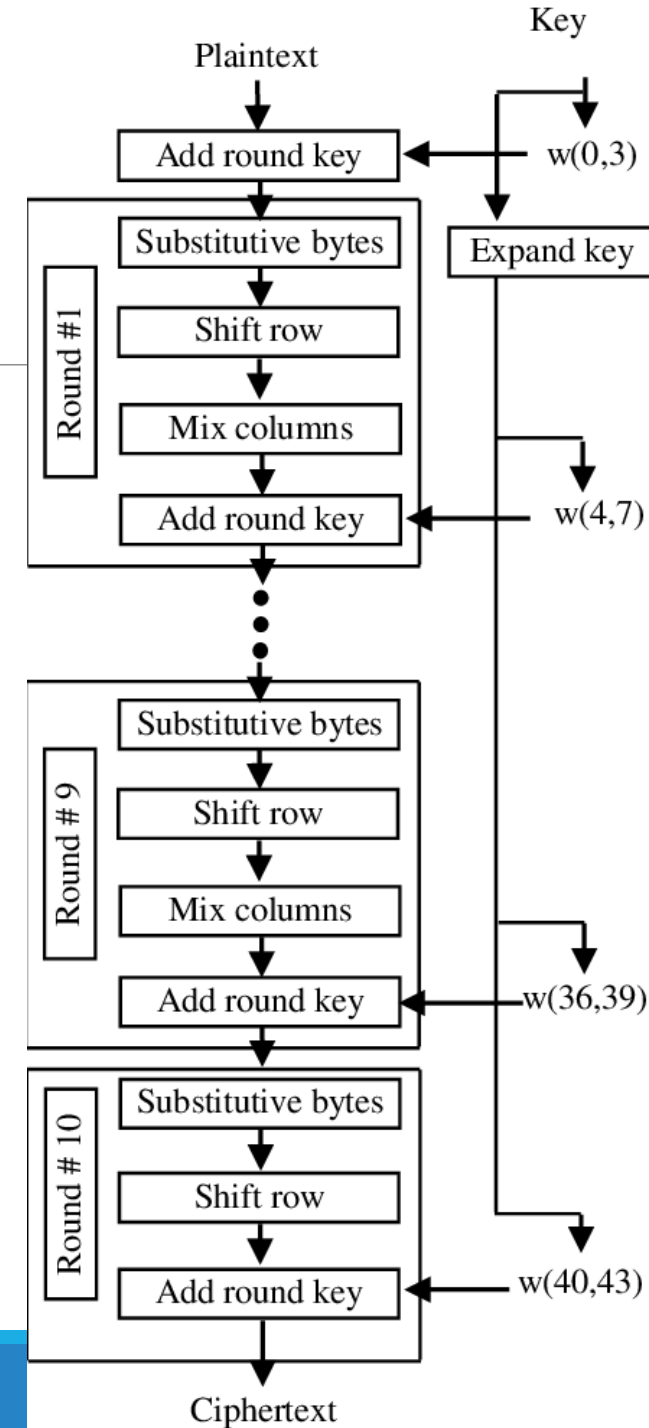 Key
Plaintext
Add round key
w(0,3)
Substitutive bytes
Expand key
Round #1
Shift row
Mix columns
Add round key
w(4,7)
Substitutive bytes
Round # 9
Shift row
Mix columns
Add round key
w(36,39)
Substitutive bytes
Round # 10
Shift row
Add round key
w(40,43)
Ciphertext